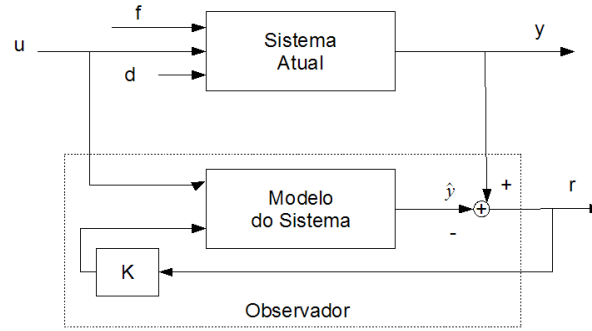 f
u
Sistema
Atual
y
d
Modelo
do Sistema
ŷ
+
r
+
-
K
Observador